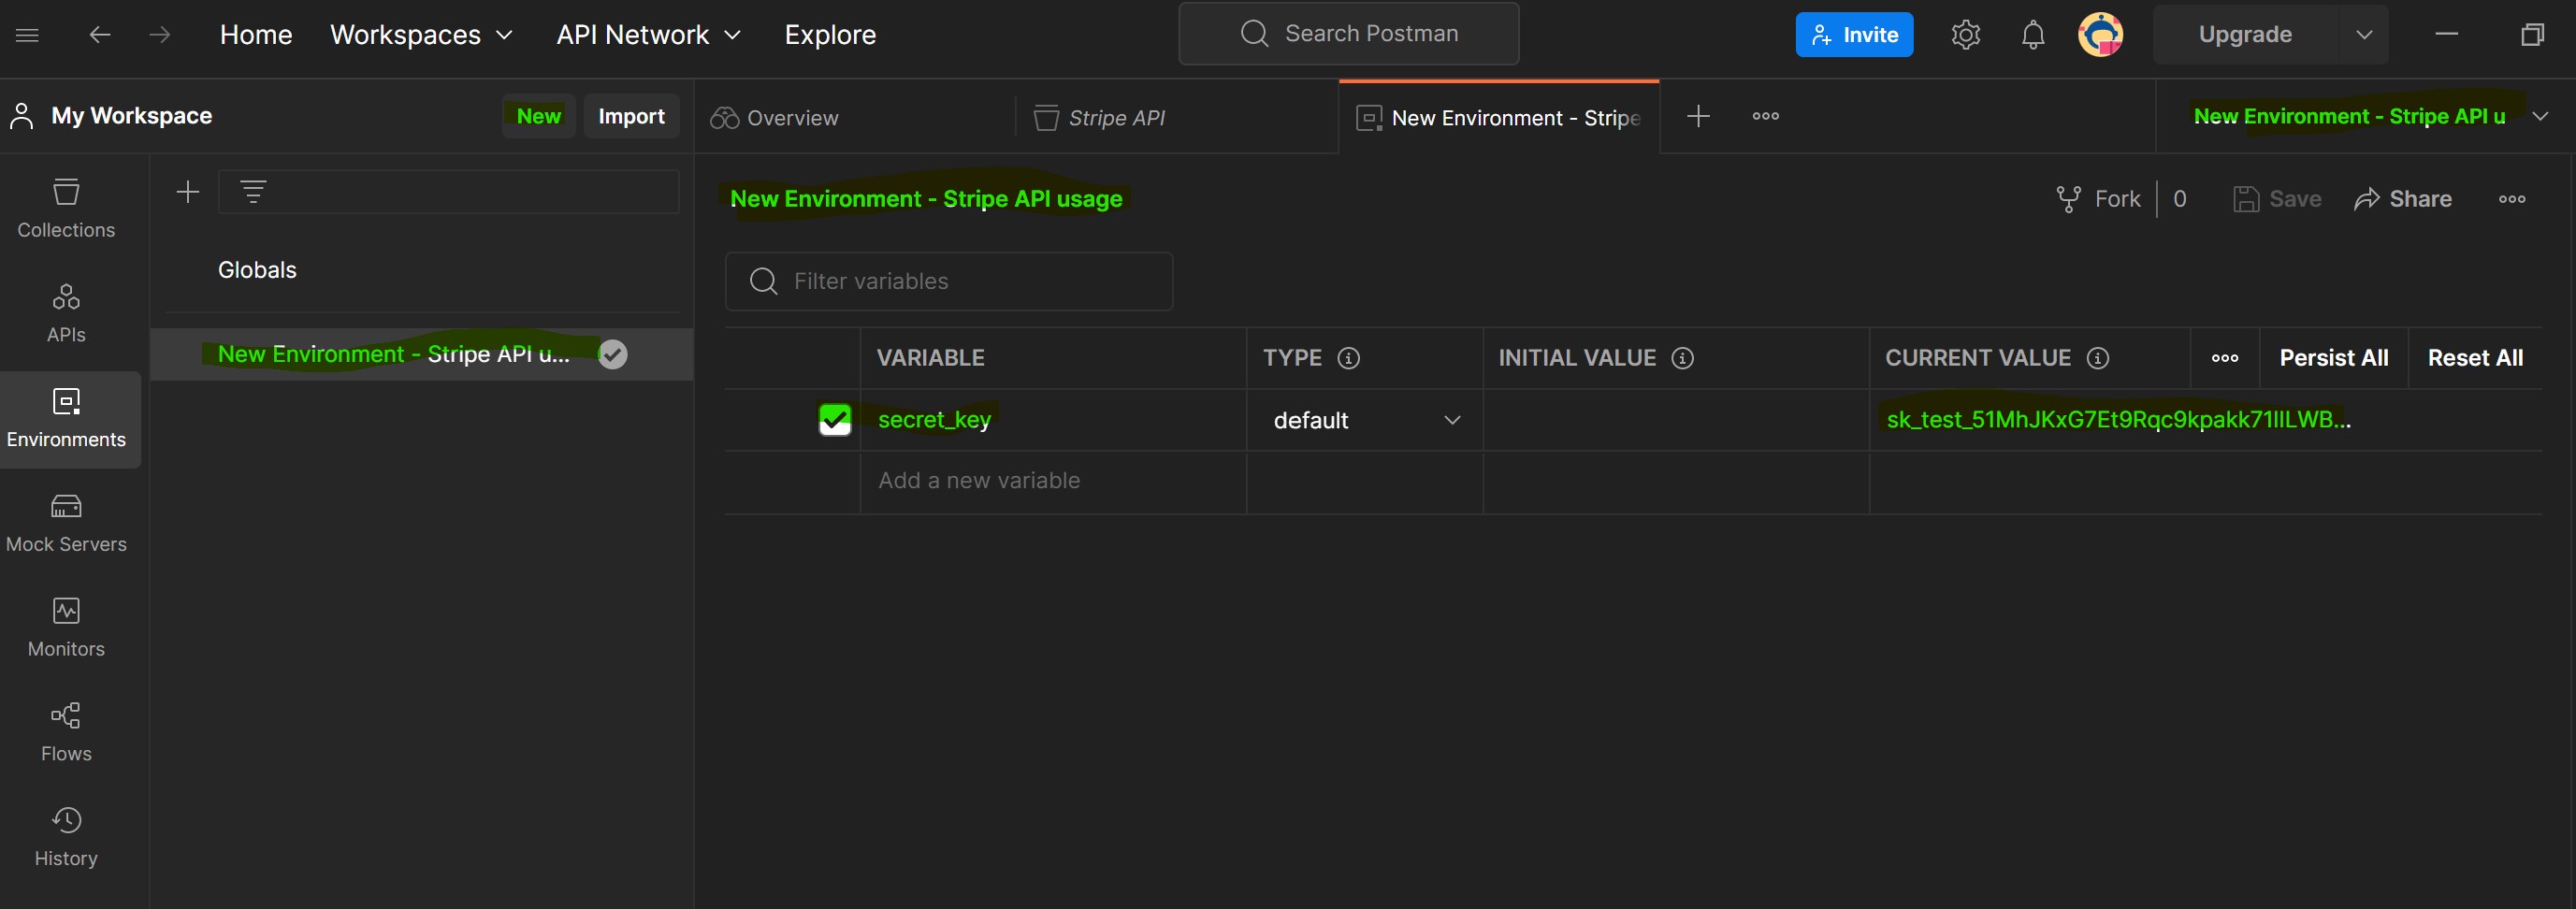 Home Workspaces API Network Explore Search Postman Invite Upgrade
My Workspace New Import Overview Stripe API New Environment - Stripe New Environment - Stripe API u
New Environment - Stripe API usage Fork 0 Save Share
Collections
Globals
Filter variables
APIs
New Environment - Stripe API u...
VARIABLE TYPE INITIAL VALUE CURRENT VALUE Persist All Reset All
secret_key default sk_test_51MhJKxG7Et9Rqc9kpakk71lILWB...
Environments
Add a new variable
Mock Servers
Monitors
Flows
History